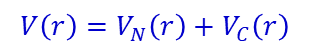 V(r) = V_N(r) + V_C(r)